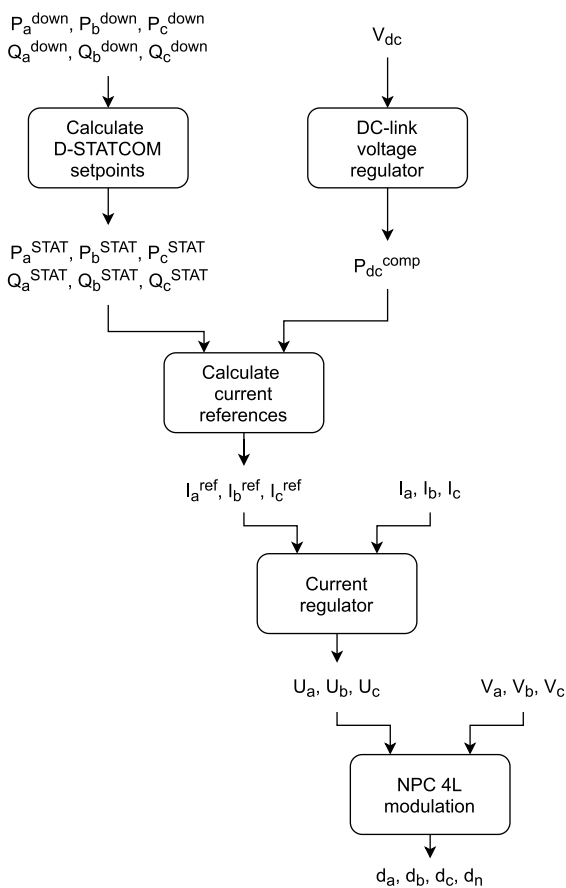 P_a^down, P_b^down, P_c^down
Q_a^down, Q_b^down, Q_c^down
V_dc
Calculate
D-STATCOM
setpoints
DC-link
voltage
regulator
P_a^STAT, P_b^STAT, P_c^STAT
Q_a^STAT, Q_b^STAT, Q_c^STAT
P_dc^comp
Calculate
current
references
I_a^ref, I_b^ref, I_c^ref
I_a, I_b, I_c
Current
regulator
U_a, U_b, U_c
V_a, V_b, V_c
NPC 4L
modulation
d_a, d_b, d_c, d_n